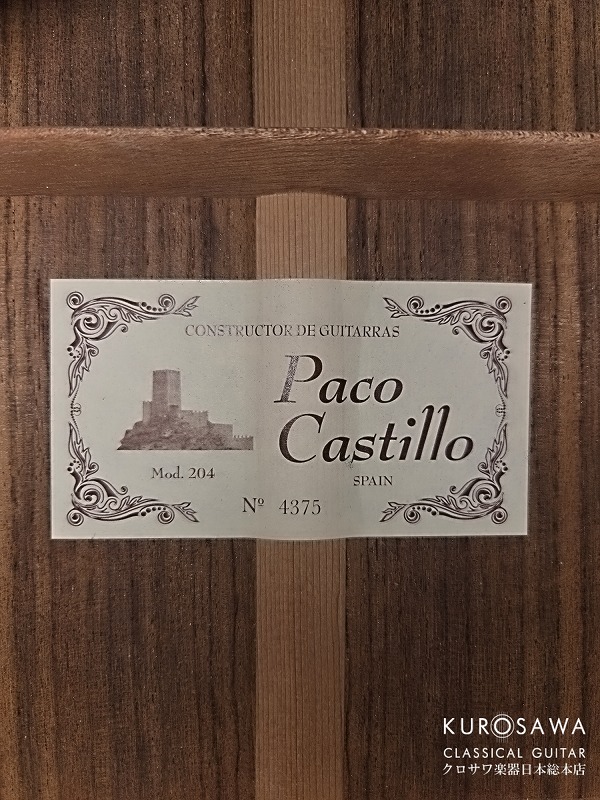 CONSTRUCTOR DE GUITARRAS
Paco
Castillo
Mod. 204
SPAIN
Nº 4375
KUROSAWA
CLASSICAL GUITAR
クロサワ楽器日本総本店